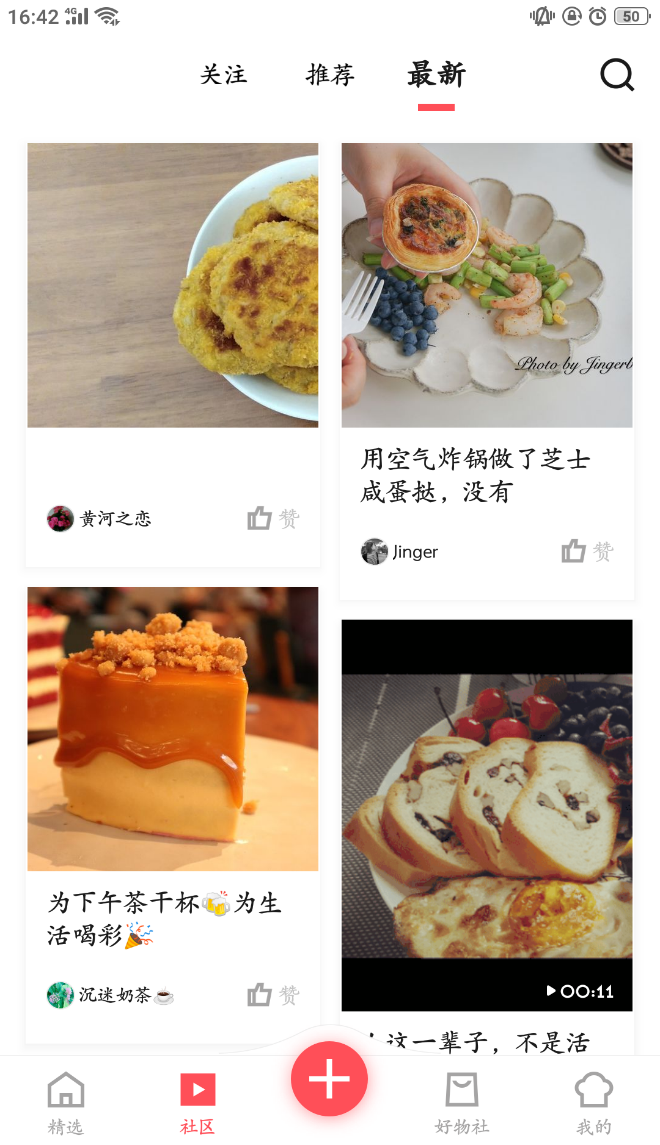 16:42
4G
50
关注
推荐
最新
Photo by Jingerb
黄河之恋
赞
用空气炸锅做了芝士
咸蛋挞，没有
Jinger
赞
为下午茶干杯🍻为生
活喝彩🎉
沉迷奶茶☕
赞
00:11
这一辈子，不是活
精选
社区
好物社
我的